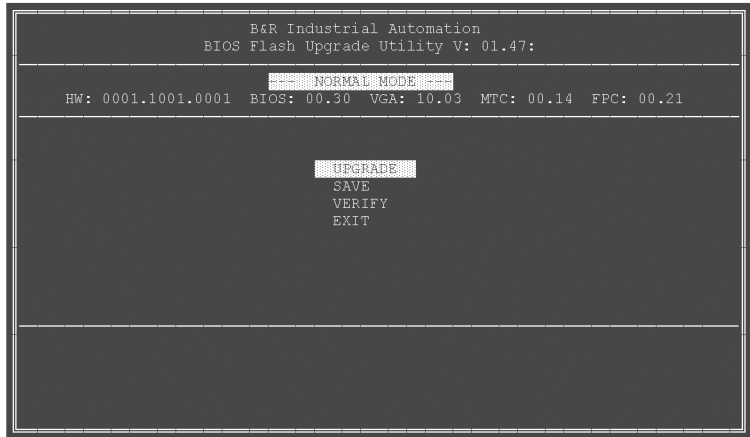 B&R Industrial Automation
BIOS Flash Upgrade Utility V: 01.47:
--- NORMAL MODE ---
HW: 0001.1001.0001 BIOS: 00.30 VGA: 10.03 MTC: 00.14 FPC: 00.21
UPGRADE
SAVE
VERIFY
EXIT